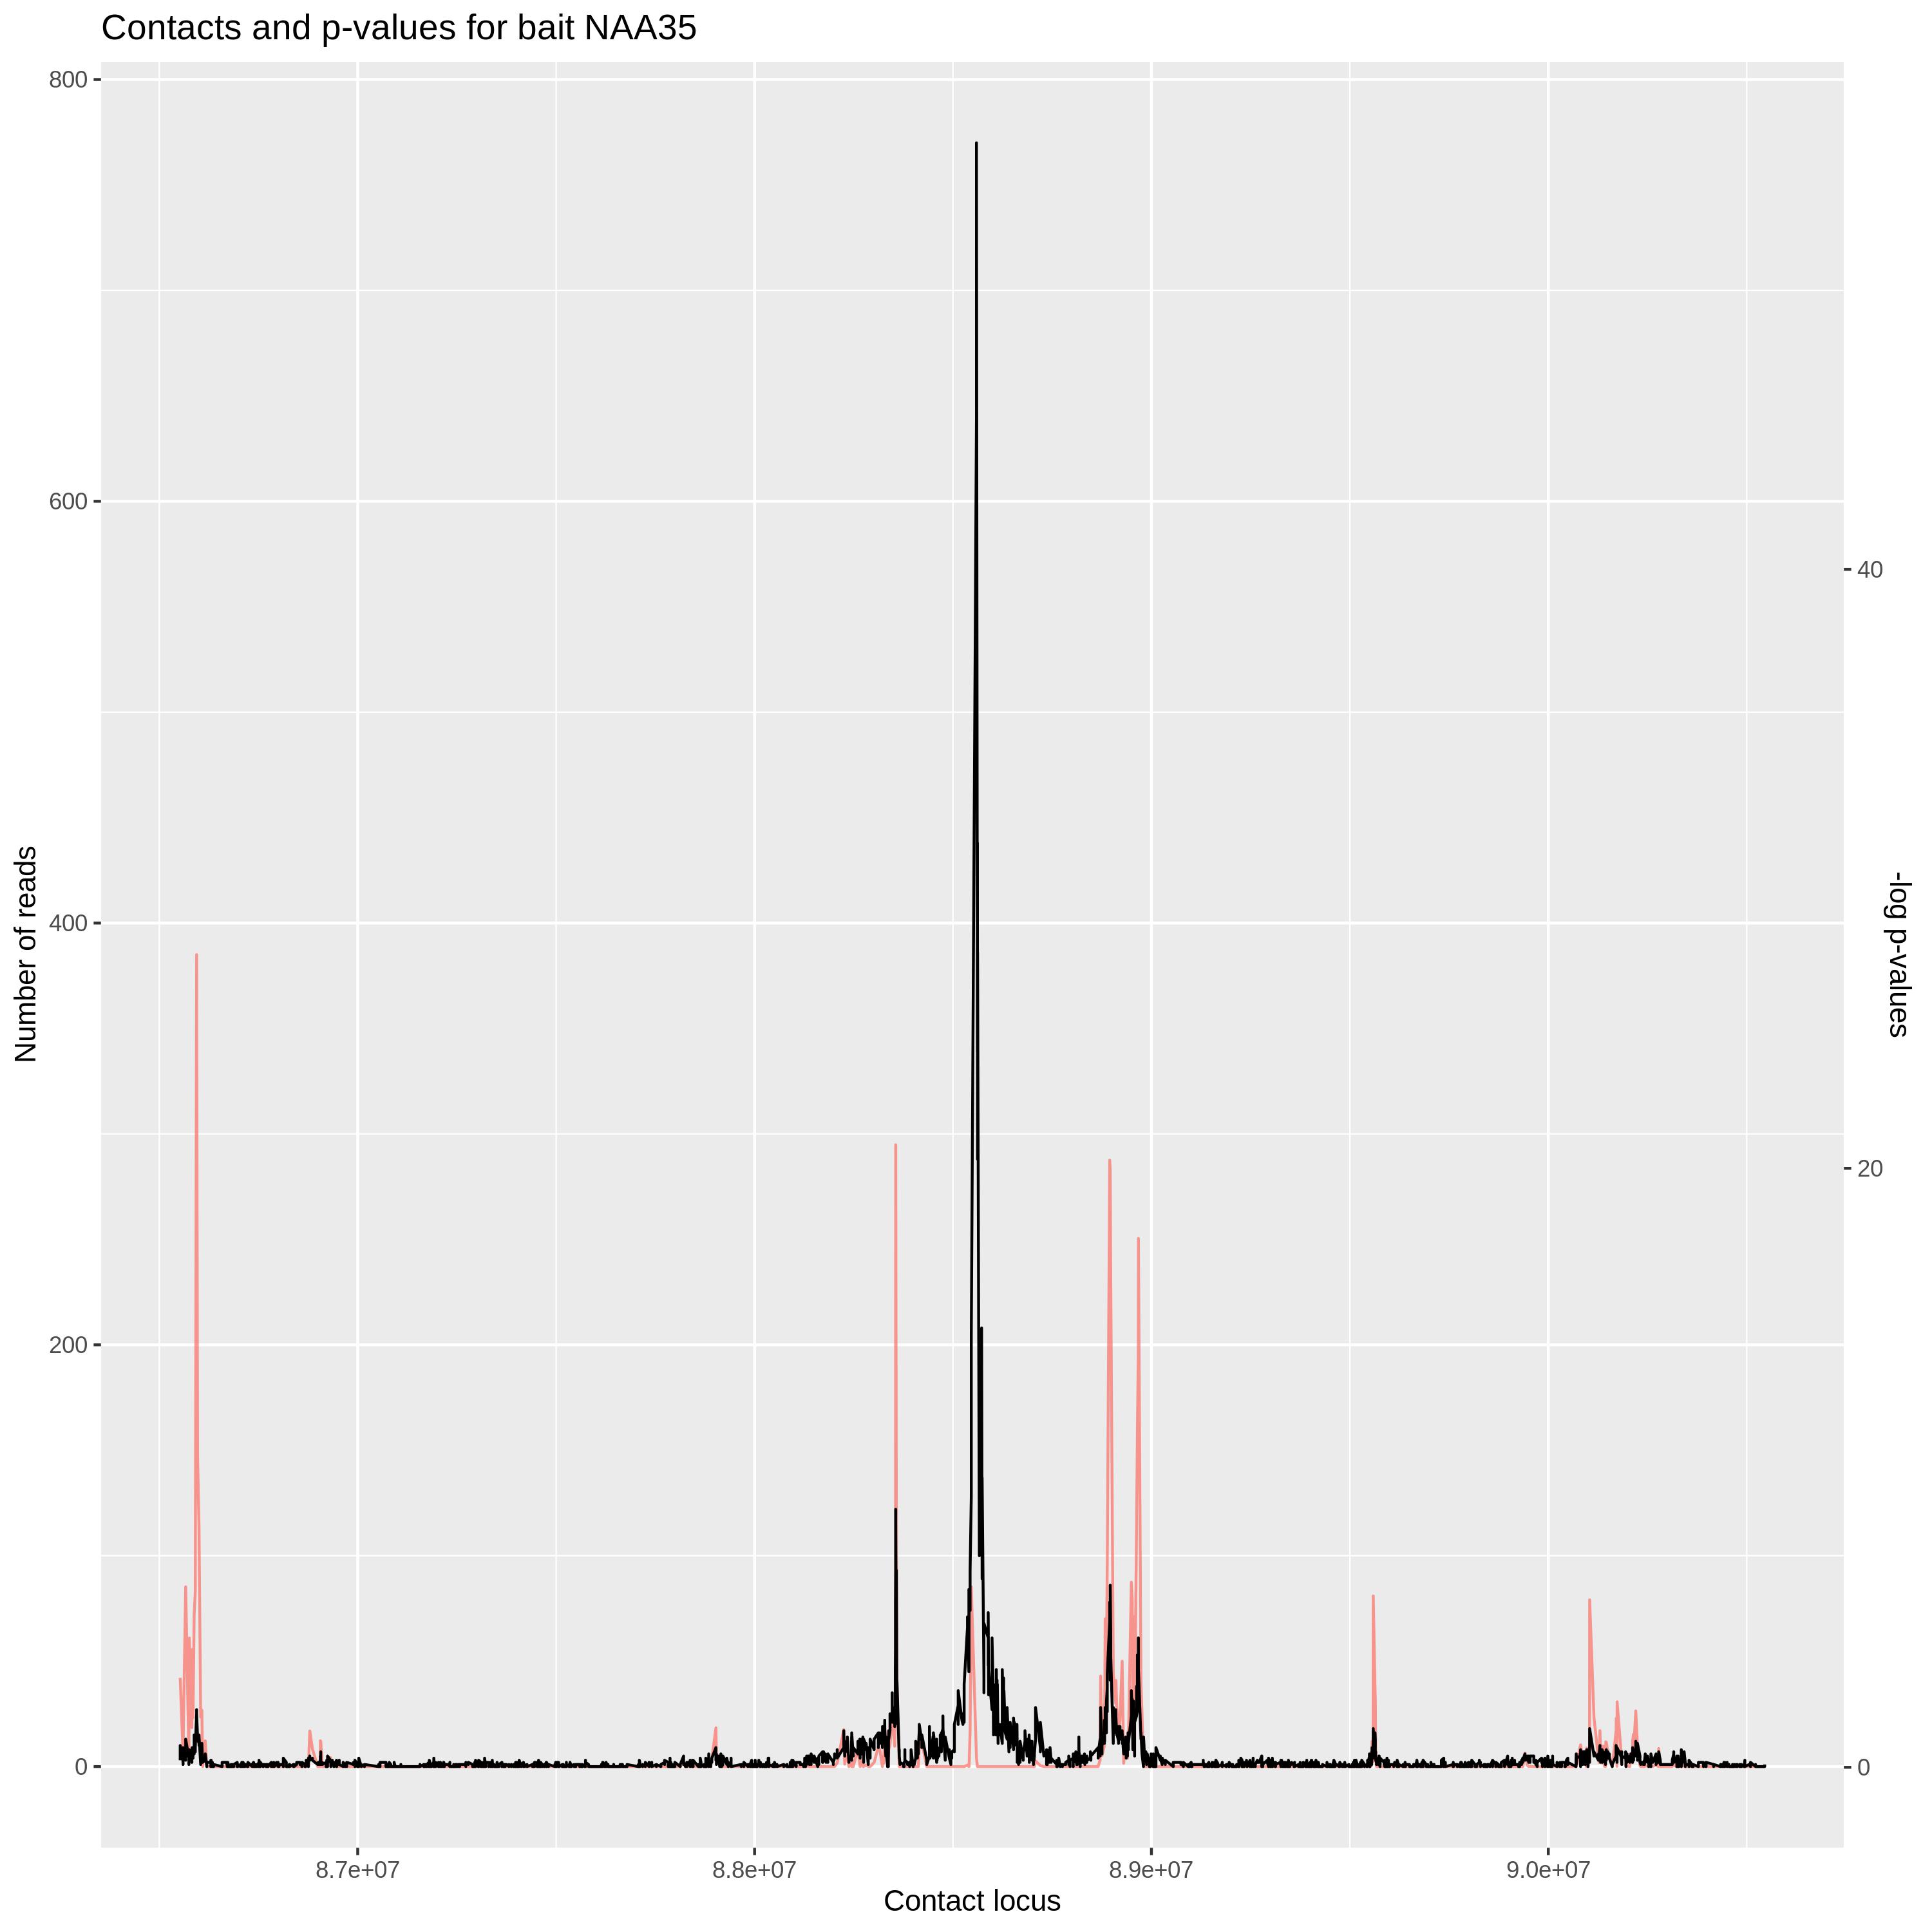 Contacts and p-values for bait NAA35
800
600
400
200
0
Number of reads
40
20
0
-log p-values
8.7e+07
8.8e+07
8.9e+07
9.0e+07
Contact locus